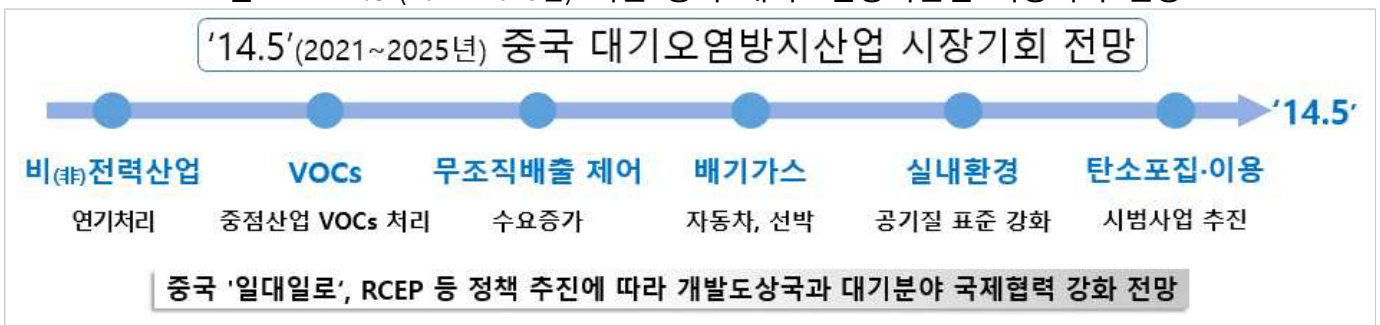 '14.5'(2021~2025년) 중국 대기오염방지산업 시장기회 전망
'14.5'
비(非)전력산업 VOCs 무조직배출 제어 배기가스 실내환경 탄소포집·이용
연기처리 중점산업 VOCs 처리 수요증가 자동차, 선박 공기질 표준 강화 시범사업 추진
중국 '일대일로', RCEP 등 정책 추진에 따라 개발도상국과 대기분야 국제협력 강화 전망